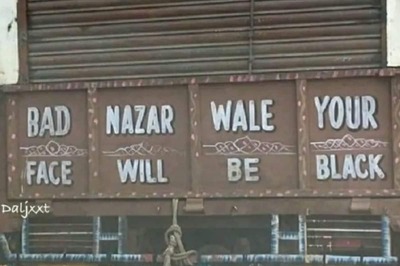 BAD NAZAR WALE YOUR
FACE WILL BE BLACK
Daljxxt